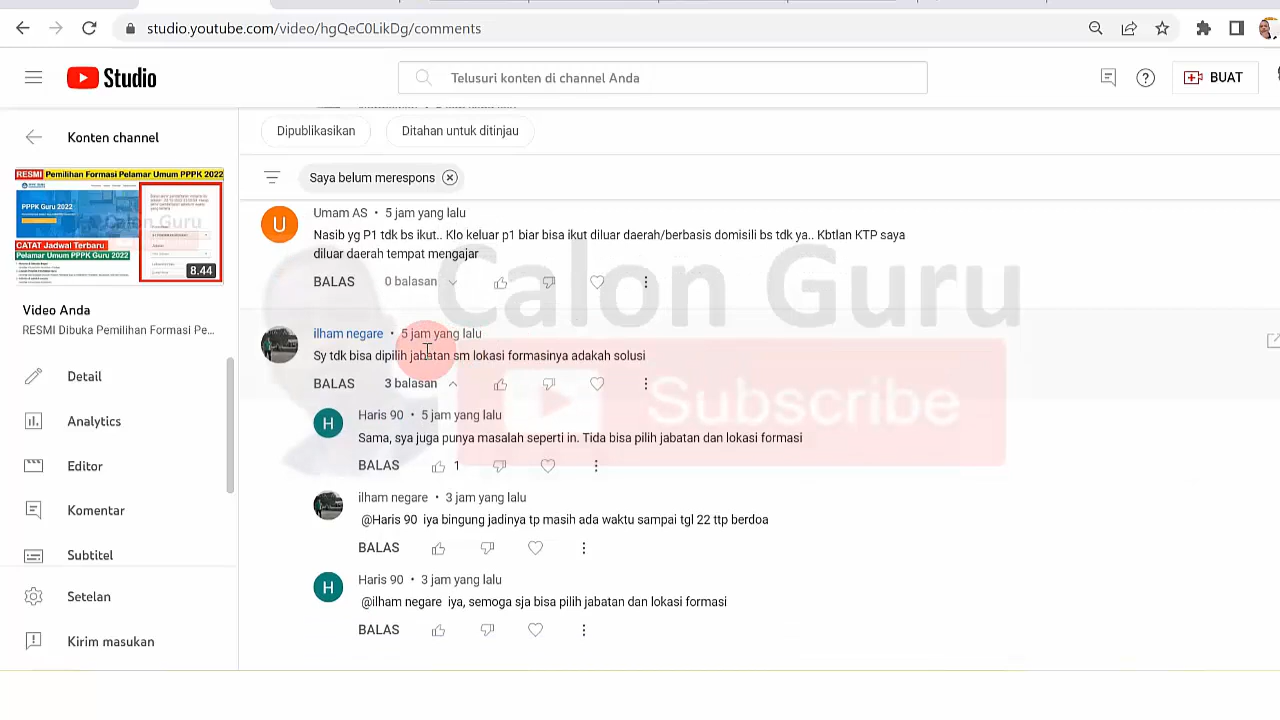 studio.youtube.com/video/hgQeC0LikDg/comments
Studio
Telusuri konten di channel Anda
BUAT
Konten channel
RESMI Pemilihan Formasi Pelamar Umum PPPK 2022
PPPK Guru 2022
CATAT Jadwal Terbaru
Pelamar Umum PPPK Guru 2022
8.44
Video Anda
RESMI Dibuka Pemilihan Formasi Pe...
Detail
Analytics
Editor
Komentar
Subtitel
Setelan
Kirim masukan
Dipublikasikan
Ditahan untuk ditinjau
Saya belum merespons
U
Umam AS • 5 jam yang lalu
Nasib yg P1 tdk bs ikut.. Klo keluar p1 biar bisa ikut diluar daerah/berbasis domisili bs tdk ya.. Kbtlan KTP saya
diluar daerah tempat mengajar
BALAS 0 balasan
ilham negare • 5 jam yang lalu
Sy tdk bisa dipilih jabatan sm lokasi formasinya adakah solusi
BALAS 3 balasan
H
Haris 90 • 5 jam yang lalu
Sama, sya juga punya masalah seperti in. Tida bisa pilih jabatan dan lokasi formasi
BALAS 1
ilham negare • 3 jam yang lalu
@Haris 90 iya bingung jadinya tp masih ada waktu sampai tgl 22 ttp berdoa
BALAS
H
Haris 90 • 3 jam yang lalu
@ilham negare iya, semoga sja bisa pilih jabatan dan lokasi formasi
BALAS
Calon Guru
Subscribe